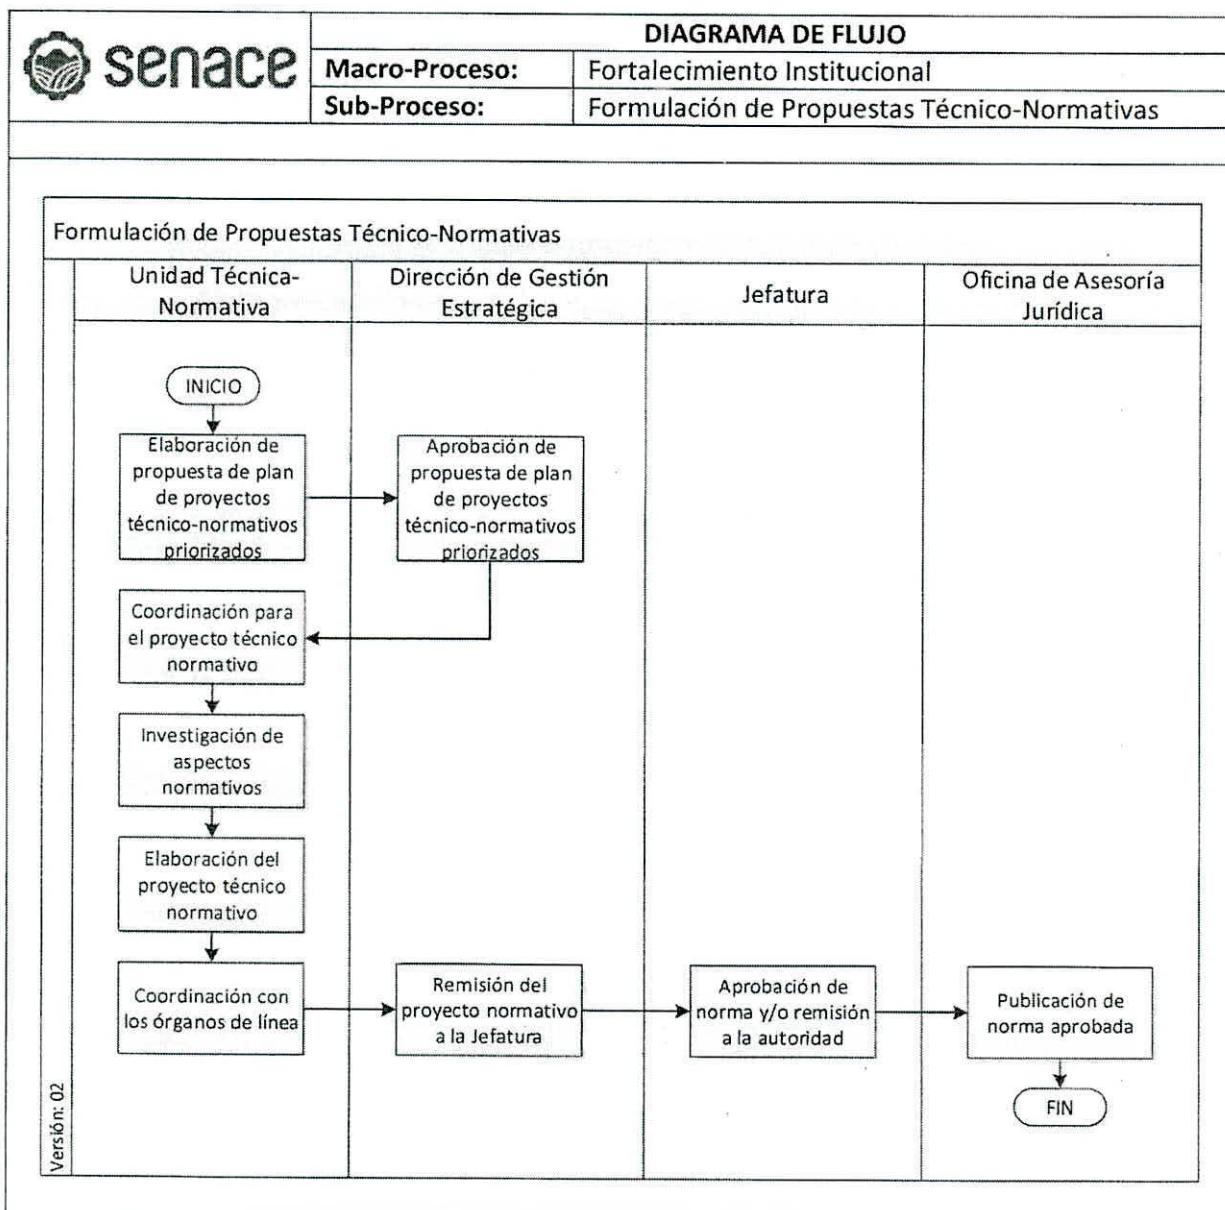 senace
DIAGRAMA DE FLUJO
Macro-Proceso:
Fortalecimiento Institucional
Sub-Proceso:
Formulación de Propuestas Técnico-Normativas
Formulación de Propuestas Técnico-Normativas
Unidad Técnica-
Normativa
Dirección de Gestión
Estratégica
Jefatura
Oficina de Asesoría
Jurídica
INICIO
Elaboración de
propuesta de plan
de proyectos
técnico-normativos
priorizados
Aprobación de
propuesta de plan
de proyectos
técnico-normativos
priorizados
Coordinación para
el proyecto técnico
normativo
Investigación de
aspectos
normativos
Elaboración del
proyecto técnico
normativo
Coordinación con
los órganos de línea
Remisión del
proyecto normativo
a la Jefatura
Aprobación de
norma y/o remisión
a la autoridad
Publicación de
norma aprobada
FIN
Versión: 02